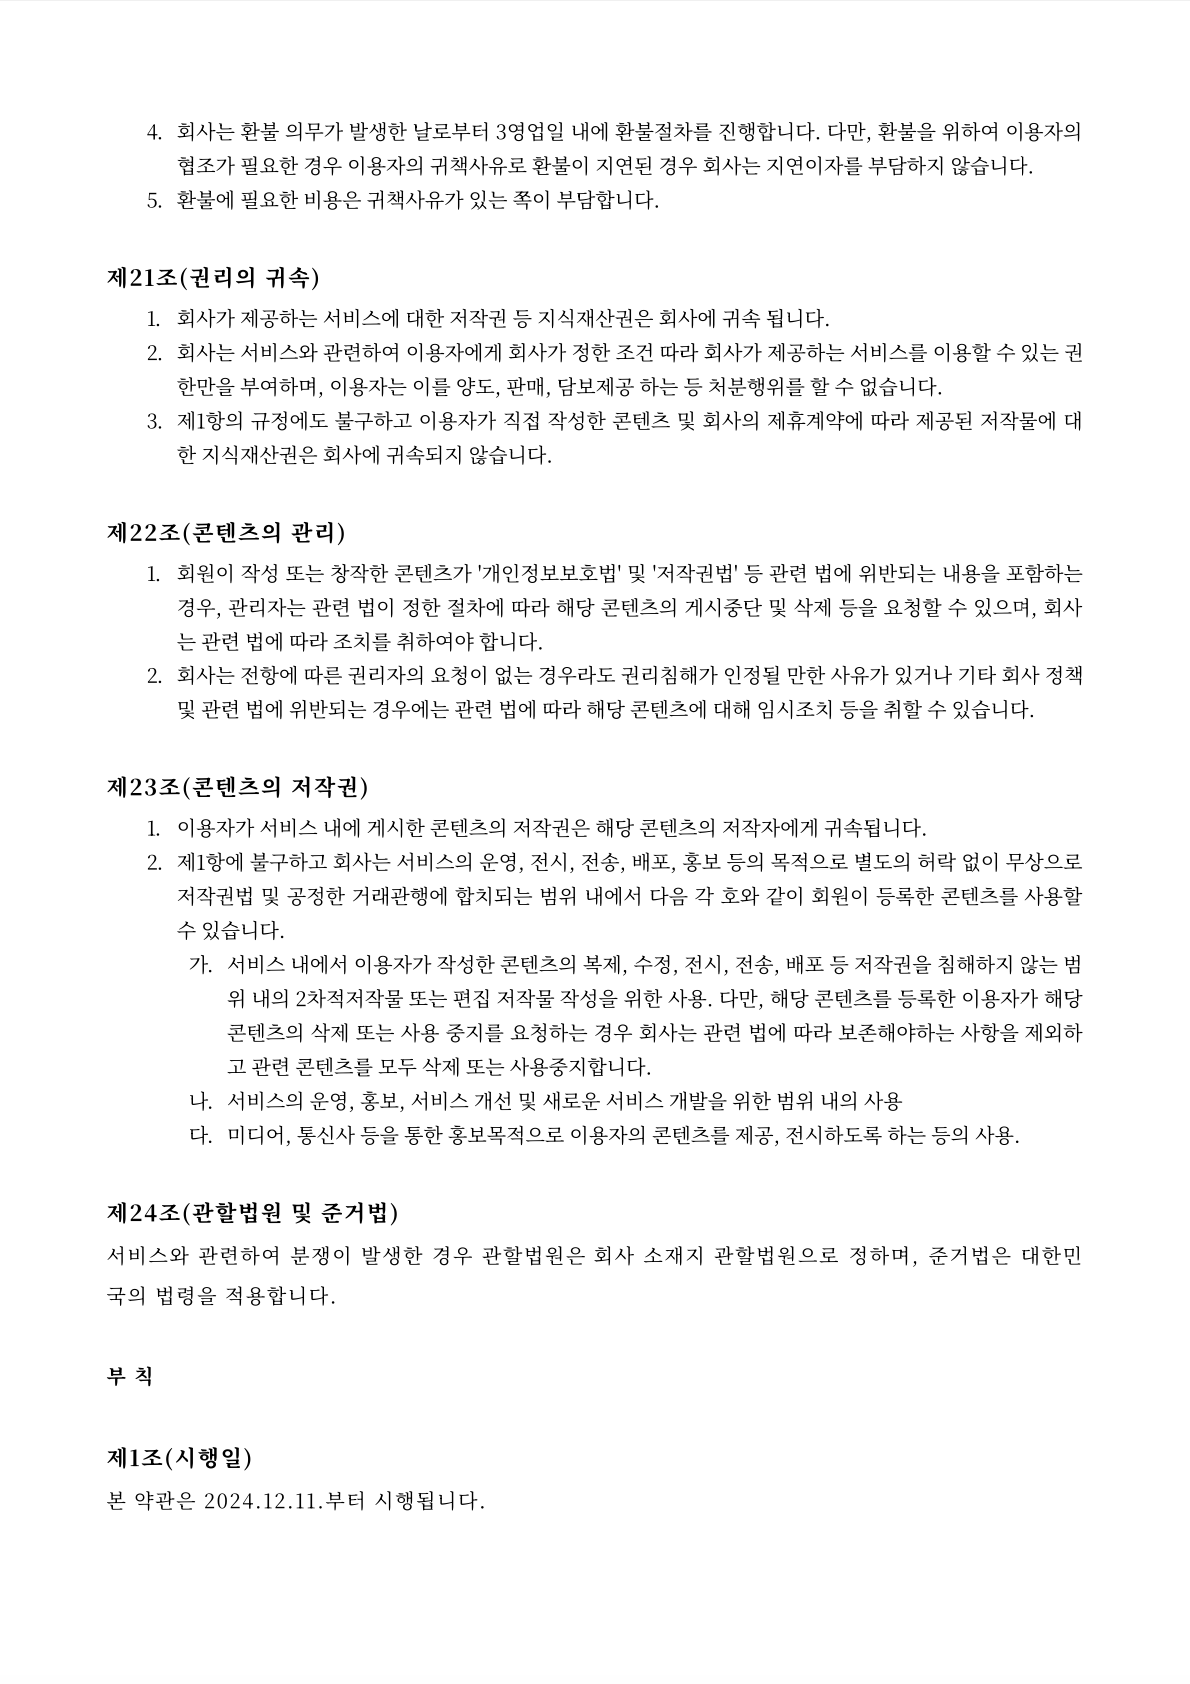 4. 회사는 환불 의무가 발생한 날로부터 3영업일 내에 환불절차를 진행합니다. 다만, 환불을 위하여 이용자의
협조가 필요한 경우 이용자의 귀책사유로 환불이 지연된 경우 회사는 지연이자를 부담하지 않습니다.
5. 환불에 필요한 비용은 귀책사유가 있는 쪽이 부담합니다.
제21조(권리의 귀속)
1. 회사가 제공하는 서비스에 대한 저작권 등 지식재산권은 회사에 귀속 됩니다.
2. 회사는 서비스와 관련하여 이용자에게 회사가 정한 조건 따라 회사가 제공하는 서비스를 이용할 수 있는 권
한만을 부여하며, 이용자는 이를 양도, 판매, 담보제공 하는 등 처분행위를 할 수 없습니다.
3. 제1항의 규정에도 불구하고 이용자가 직접 작성한 콘텐츠 및 회사의 제휴계약에 따라 제공된 저작물에 대
한 지식재산권은 회사에 귀속되지 않습니다.
제22조(콘텐츠의 관리)
1. 회원이 작성 또는 창작한 콘텐츠가 '개인정보보호법' 및 '저작권법' 등 관련 법에 위반되는 내용을 포함하는
경우, 관리자는 관련 법이 정한 절차에 따라 해당 콘텐츠의 게시중단 및 삭제 등을 요청할 수 있으며, 회사
는 관련 법에 따라 조치를 취하여야 합니다.
2. 회사는 전항에 따른 권리자의 요청이 없는 경우라도 권리침해가 인정될 만한 사유가 있거나 기타 회사 정책
및 관련 법에 위반되는 경우에는 관련 법에 따라 해당 콘텐츠에 대해 임시조치 등을 취할 수 있습니다.
제23조(콘텐츠의 저작권)
1. 이용자가 서비스 내에 게시한 콘텐츠의 저작권은 해당 콘텐츠의 저작자에게 귀속됩니다.
2. 제1항에 불구하고 회사는 서비스의 운영, 전시, 전송, 배포, 홍보 등의 목적으로 별도의 허락 없이 무상으로
저작권법 및 공정한 거래관행에 합치되는 범위 내에서 다음 각 호와 같이 회원이 등록한 콘텐츠를 사용할
수 있습니다.
가. 서비스 내에서 이용자가 작성한 콘텐츠의 복제, 수정, 전시, 전송, 배포 등 저작권을 침해하지 않는 범
위 내의 2차적저작물 또는 편집 저작물 작성을 위한 사용. 다만, 해당 콘텐츠를 등록한 이용자가 해당
콘텐츠의 삭제 또는 사용 중지를 요청하는 경우 회사는 관련 법에 따라 보존해야하는 사항을 제외하
고 관련 콘텐츠를 모두 삭제 또는 사용중지합니다.
나. 서비스의 운영, 홍보, 서비스 개선 및 새로운 서비스 개발을 위한 범위 내의 사용
다. 미디어, 통신사 등을 통한 홍보목적으로 이용자의 콘텐츠를 제공, 전시하도록 하는 등의 사용.
제24조(관할법원 및 준거법)
서비스와 관련하여 분쟁이 발생한 경우 관할법원은 회사 소재지 관할법원으로 정하며, 준거법은 대한민
국의 법령을 적용합니다.
부 칙
제1조(시행일)
본 약관은 2024.12.11.부터 시행됩니다.